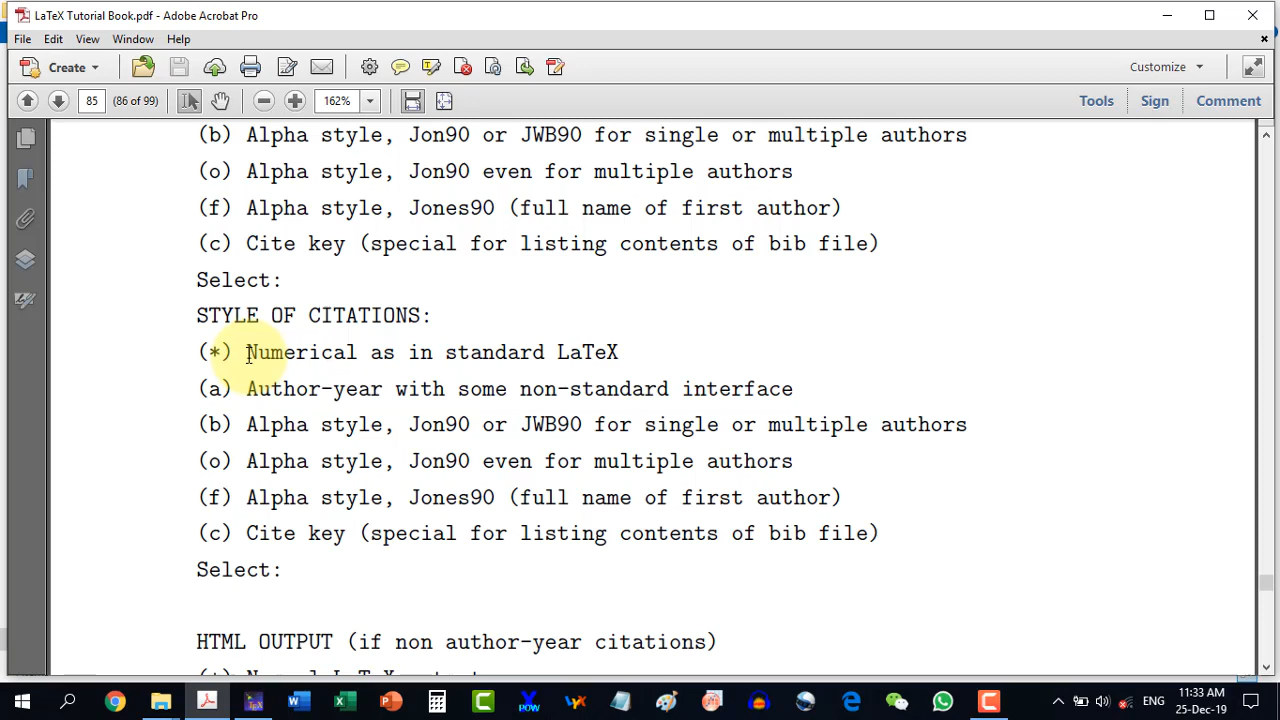 LaTeX Tutorial Book.pdf - Adobe Acrobat Pro
File Edit View Window Help
Create
Customize
85 (86 of 99) 162% Tools Sign Comment
(b) Alpha style, Jon90 or JWB90 for single or multiple authors
(o) Alpha style, Jon90 even for multiple authors
(f) Alpha style, Jones90 (full name of first author)
(c) Cite key (special for listing contents of bib file)
Select:
STYLE OF CITATIONS:
(*) Numerical as in standard LaTeX
(a) Author-year with some non-standard interface
(b) Alpha style, Jon90 or JWB90 for single or multiple authors
(o) Alpha style, Jon90 even for multiple authors
(f) Alpha style, Jones90 (full name of first author)
(c) Cite key (special for listing contents of bib file)
Select:
HTML OUTPUT (if non author-year citations)
ENG
11:33 AM
25-Dec-19